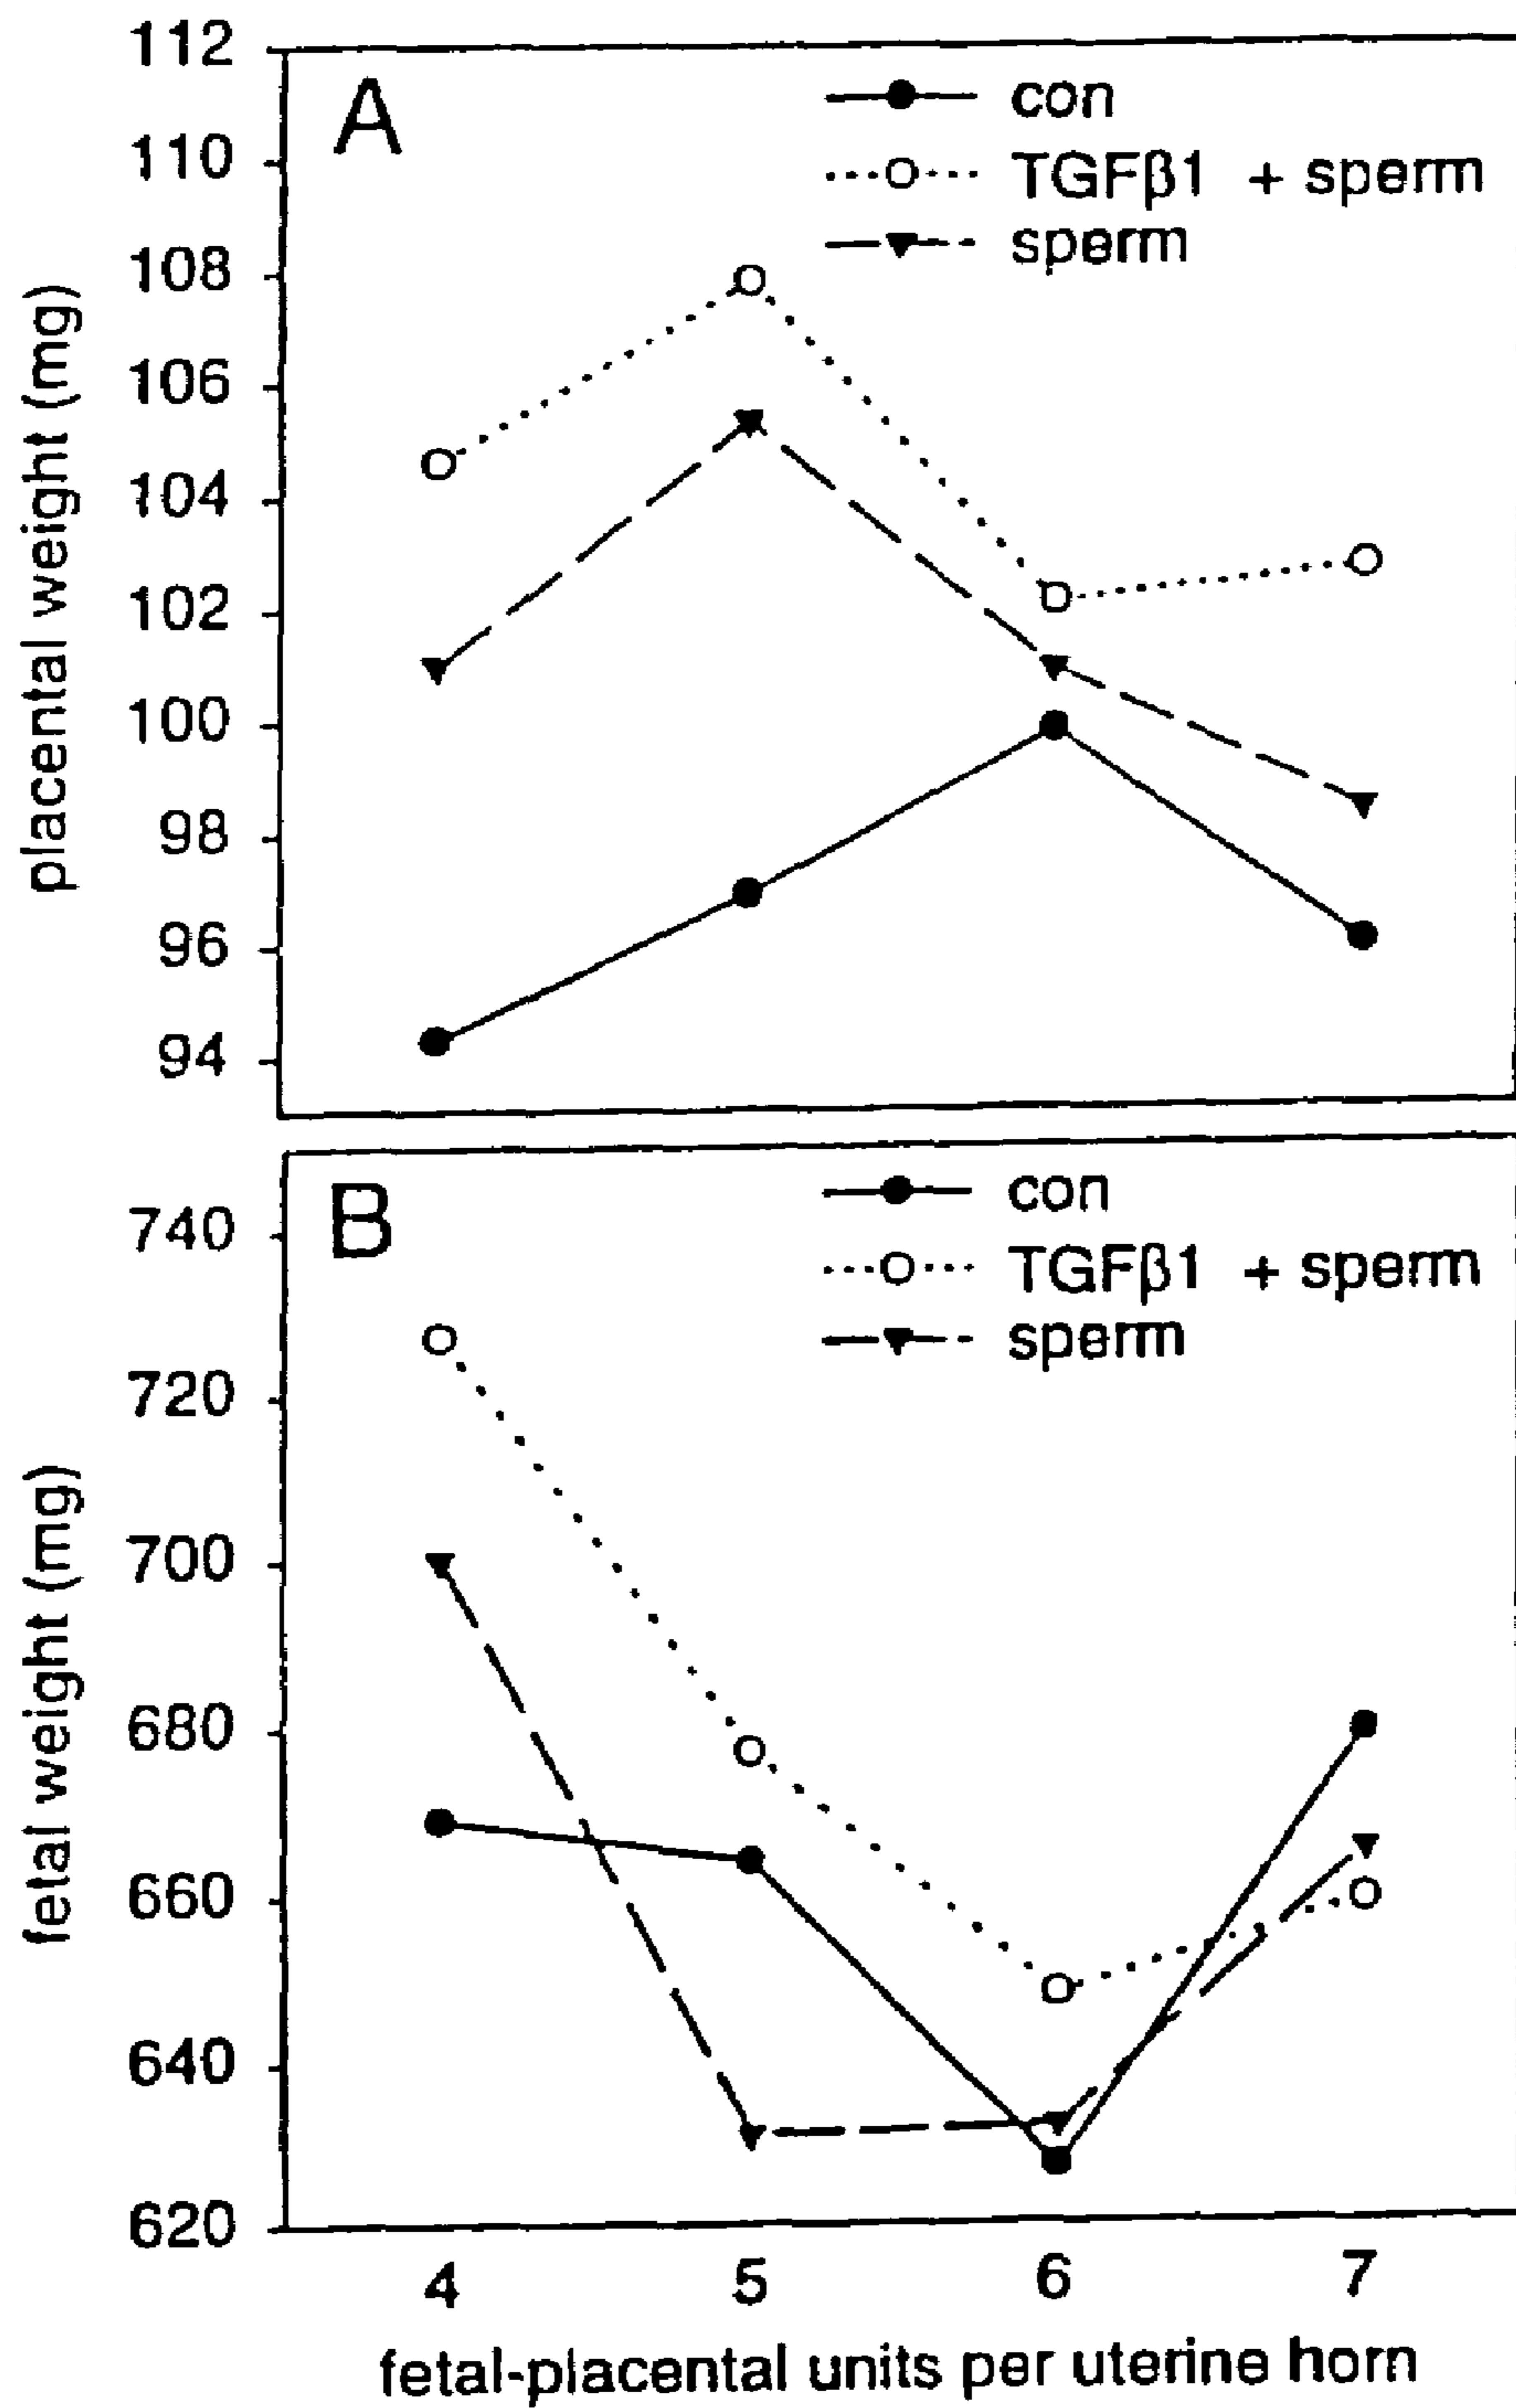 112
A
con
110
TGFβ1 + sperm
sperm
108
106
104
102
100
98
96
94
placental weight (mg)
B
con
740
TGFβ1 + sperm
sperm
720
700
680
660
640
620
fetal weight (mg)
4 5 6 7
fetal-placental units per uterine horn